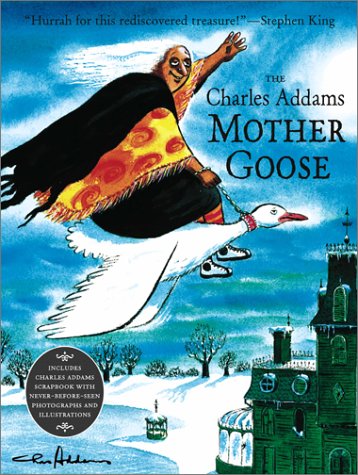 "Hurrah for this rediscovered treasure!"—Stephen King
THE
Charles Addams
MOTHER
GOOSE
INCLUDES
CHARLES ADDAMS
SCRAPBOOK WITH
NEVER-BEFORE-SEEN
PHOTOGRAPHS AND
ILLUSTRATIONS
Chas Addams